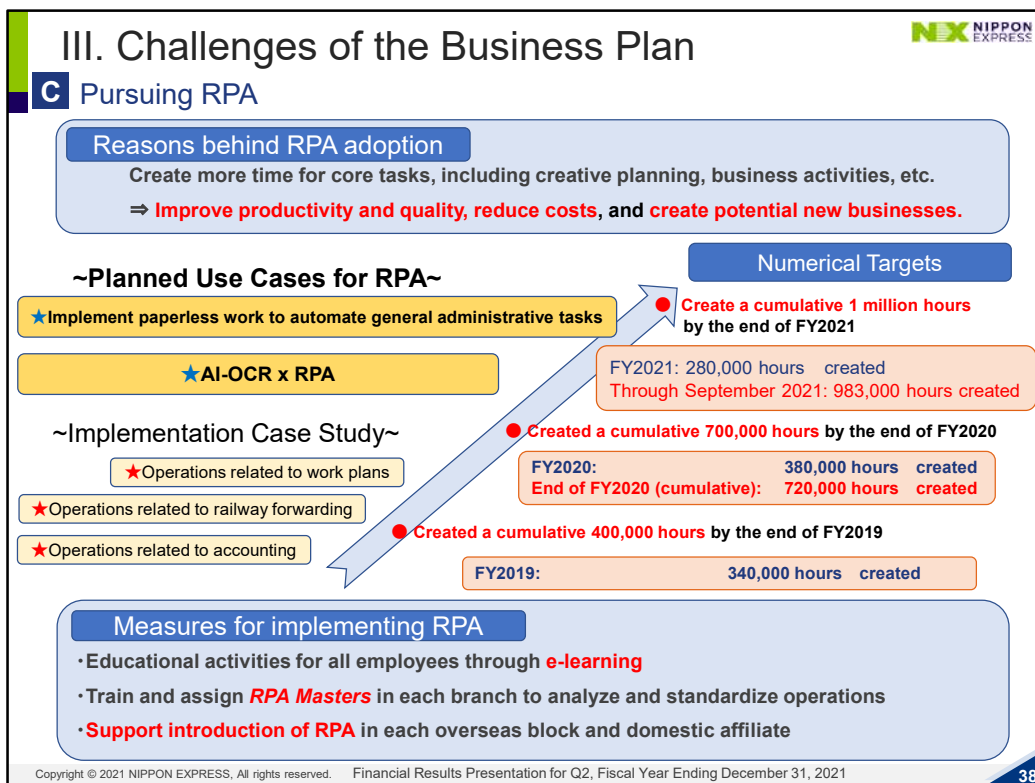 III. Challenges of the Business Plan
NX NIPPON EXPRESS
C Pursuing RPA
Reasons behind RPA adoption
Create more time for core tasks, including creative planning, business activities, etc.
⇒ Improve productivity and quality, reduce costs, and create potential new businesses.
~Planned Use Cases for RPA~
★Implement paperless work to automate general administrative tasks
★AI-OCR x RPA
~Implementation Case Study~
★Operations related to work plans
★Operations related to railway forwarding
★Operations related to accounting
Numerical Targets
● Create a cumulative 1 million hours
by the end of FY2021
FY2021: 280,000 hours created
Through September 2021: 983,000 hours created
● Created a cumulative 700,000 hours by the end of FY2020
FY2020: 380,000 hours created
End of FY2020 (cumulative): 720,000 hours created
● Created a cumulative 400,000 hours by the end of FY2019
FY2019: 340,000 hours created
Measures for implementing RPA
・Educational activities for all employees through e-learning
・Train and assign RPA Masters in each branch to analyze and standardize operations
・Support introduction of RPA in each overseas block and domestic affiliate
Copyright © 2021 NIPPON EXPRESS, All rights reserved. Financial Results Presentation for Q2, Fiscal Year Ending December 31, 2021
38